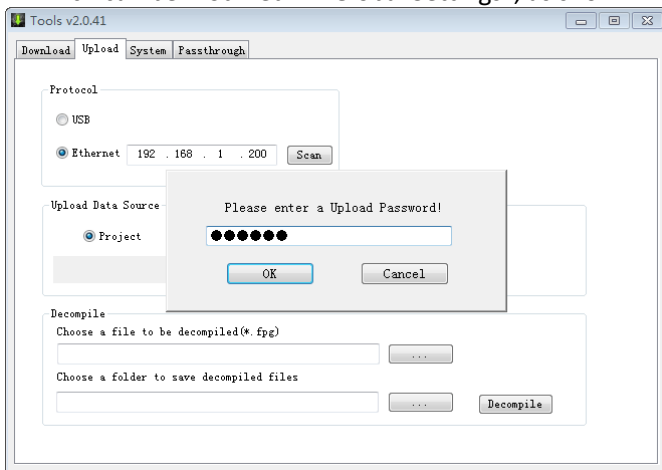 Tools v2.0.41
Download Upload System Passthrough
Protocol
USB
Ethernet 192 . 168 . 1 . 200 Scan
Please enter a Upload Password!
Upload Data Source
Project
●●●●●●
OK Cancel
Decompile
Choose a file to be decompiled(*.fpg)
...
Choose a folder to save decompiled files
... Decompile